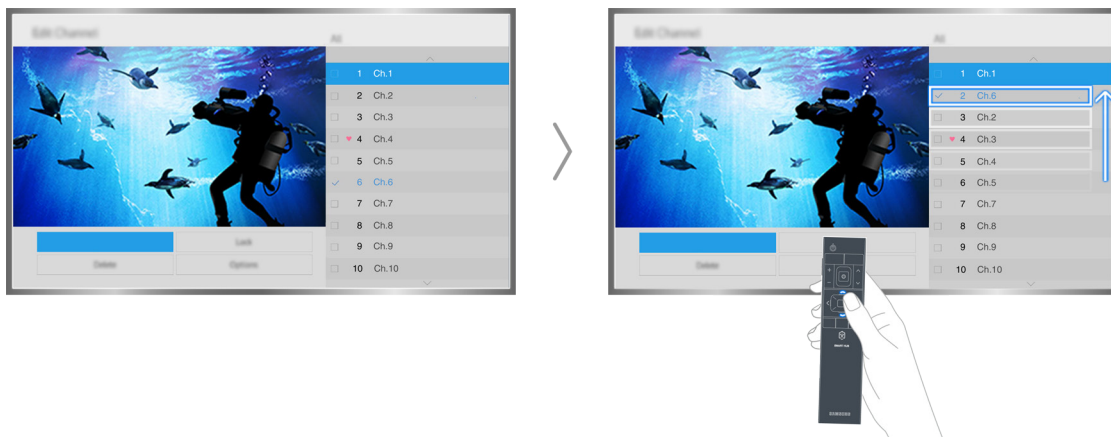 Edit Channel
All
1 Ch.1
2 Ch.2
3 Ch.3
4 Ch.4
5 Ch.5
6 Ch.6
7 Ch.7
8 Ch.8
9 Ch.9
10 Ch.10
Lock
Delete Options
Edit Channel
All
1 Ch.1
2 Ch.6
3 Ch.2
4 Ch.3
5 Ch.4
6 Ch.5
7 Ch.7
8 Ch.8
9 Ch.9
10 Ch.10
Delete
SMART HUB
SAMSUNG